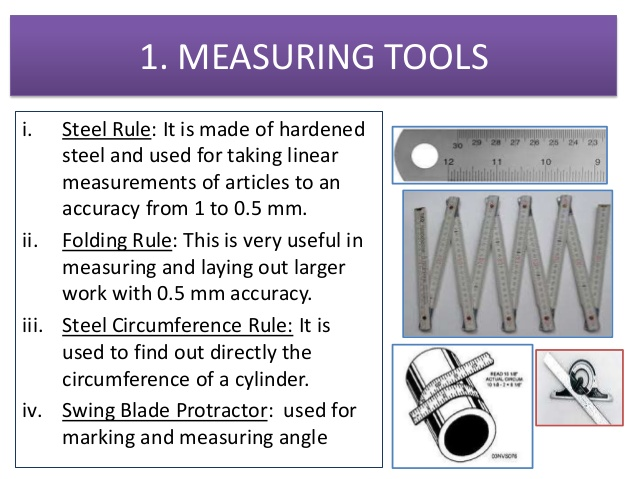 1. MEASURING TOOLS
i. Steel Rule: It is made of hardened
steel and used for taking linear
measurements of articles to an
accuracy from 1 to 0.5 mm.
ii. Folding Rule: This is very useful in
measuring and laying out larger
work with 0.5 mm accuracy.
iii. Steel Circumference Rule: It is
used to find out directly the
circumference of a cylinder.
iv. Swing Blade Protractor: used for
marking and measuring angle
30 29 28 27 26 25 24 23
12 11 10 9
READ 10 1/8"
ACTUAL CIRCUM.